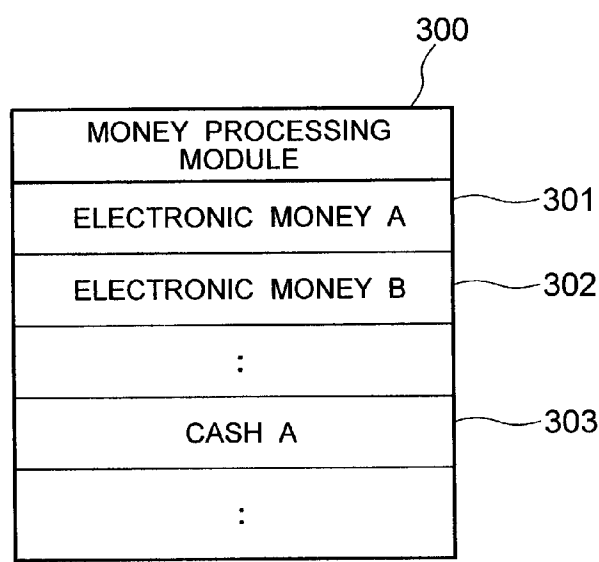 300
MONEY PROCESSING
MODULE
ELECTRONIC MONEY A
301
ELECTRONIC MONEY B
302
:
CASH A
303
: